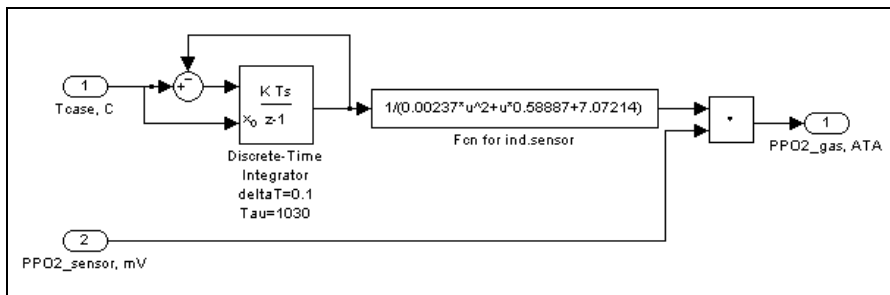 1
Tcase, C
+
−
K Ts
z-1
x0
Discrete-Time
Integrator
deltaT=0.1
Tau=1030
1/(0.00237*u^2+u*0.58887+7.07214)
Fcn for ind.sensor
1
PPO2_gas, ATA
2
PPO2_sensor, mV